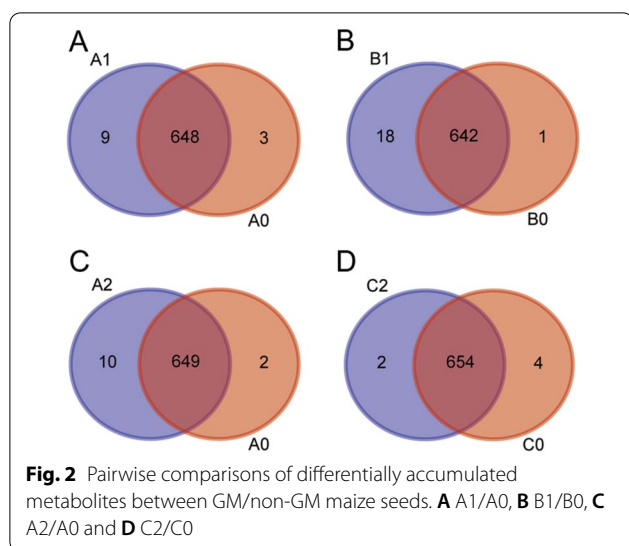 A
A1
9
648
3
A0
B
B1
18
642
1
B0
C
A2
10
649
2
A0
D
C2
2
654
4
C0
Fig. 2 Pairwise comparisons of differentially accumulated
metabolites between GM/non-GM maize seeds. A A1/A0, B B1/B0, C
A2/A0 and D C2/C0